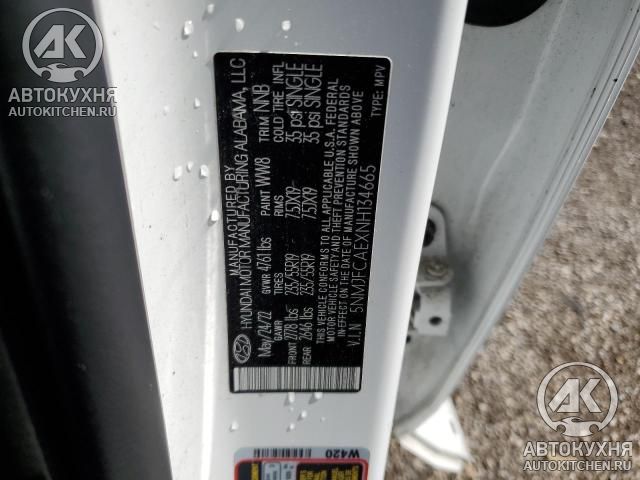 AK
АВТОКУХНЯ
AUTOKITCHEN.RU
MANUFACTURED BY
HYUNDAI MOTOR MANUFACTURING ALABAMA, LLC
May/24/22 GVWR 4761lbs PAINT WW8 TRIM NNB
GAWR TIRES RIMS COLD TIRE INFL
FRONT 2778 lbs 235/55R19 7.5JX19 35 psi SINGLE
REAR 2646 lbs 235/55R19 7.5JX19 35 psi SINGLE
THIS VEHICLE CONFORMS TO ALL APPLICABLE U.S.A. FEDERAL
MOTOR VEHICLE SAFETY AND THEFT PREVENTION STANDARDS
IN EFFECT ON THE DATE OF MANUFACTURE SHOWN ABOVE
V.I.N 5NMJFCAEXNH134665 TYPE: MPV
W420
AK
АВТОКУХНЯ
AUTOKITCHEN.RU